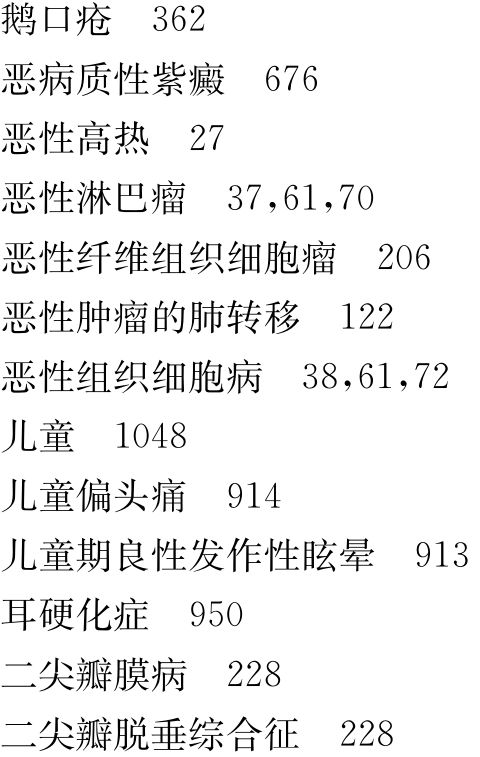 鹅口疮　362
恶病质性紫癜　676
恶性高热　27
恶性淋巴瘤　37,61,70
恶性纤维组织细胞瘤　206
恶性肿瘤的肺转移　122
恶性组织细胞病　38,61,72
儿童　1048
儿童偏头痛　914
儿童期良性发作性眩晕　913
耳硬化症　950
二尖瓣膜病　228
二尖瓣脱垂综合征　228